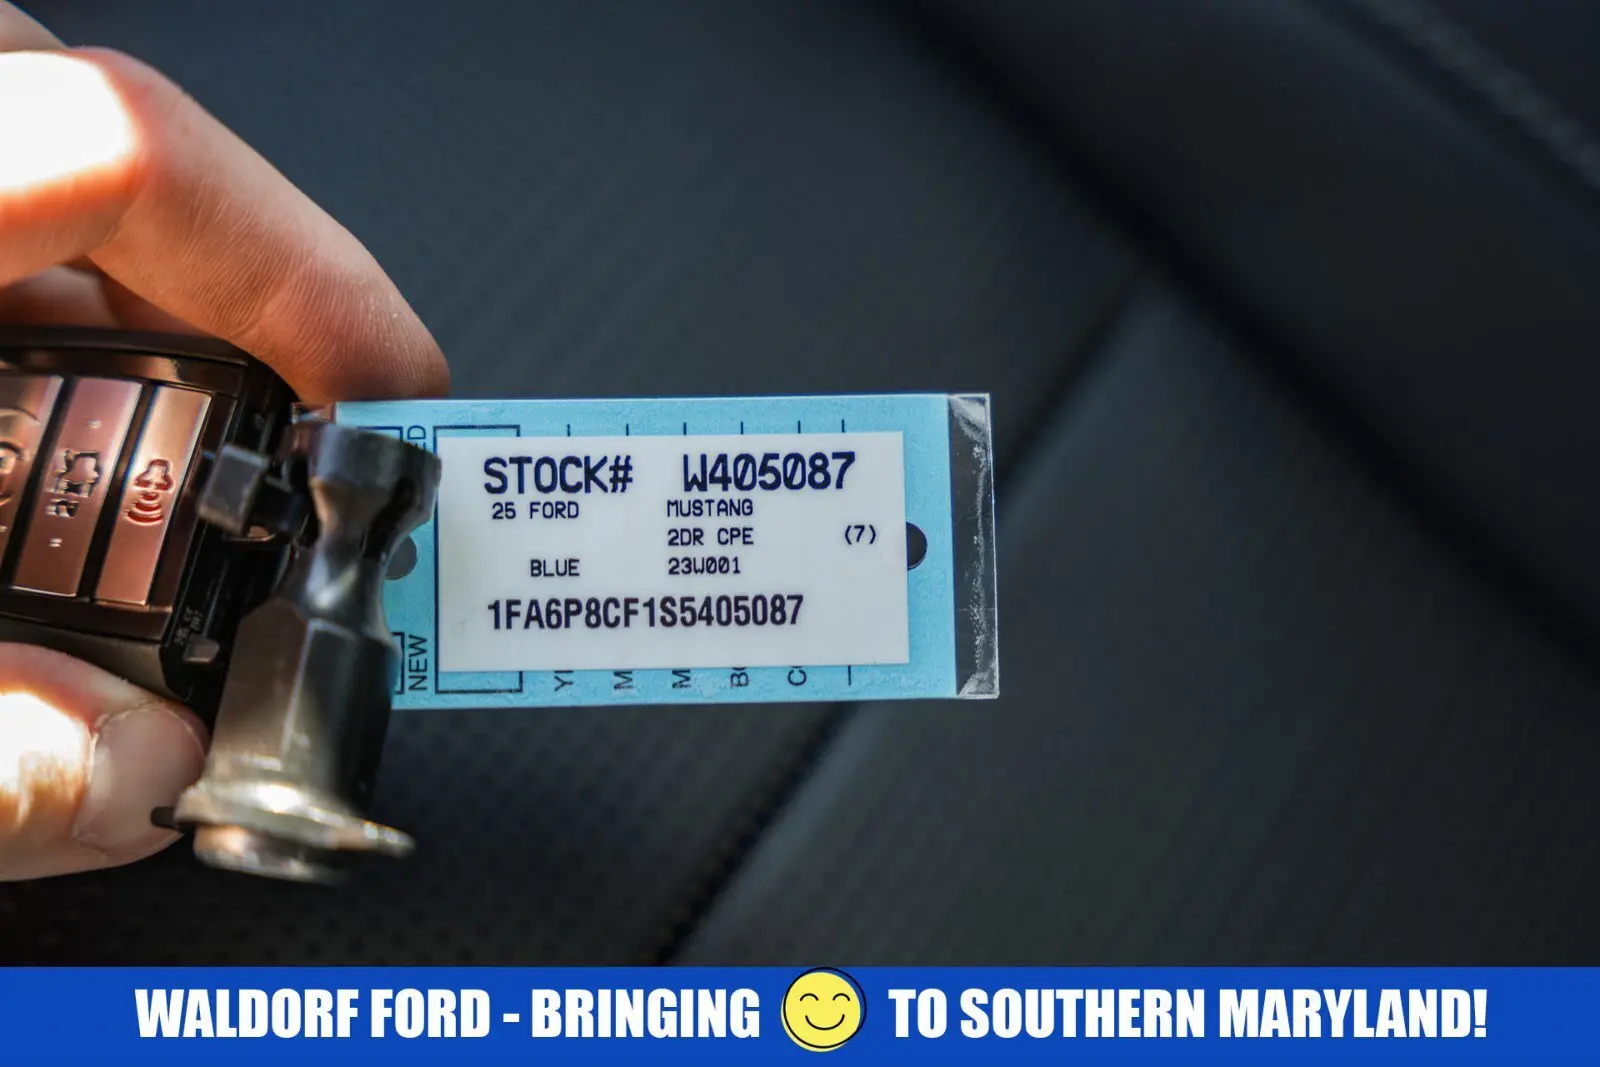 STOCK# W405087
25 FORD MUSTANG
2DR CPE (7)
BLUE 23W001
1FA6P8CF1S5405087
NEW
WALDORF FORD - BRINGING TO SOUTHERN MARYLAND!